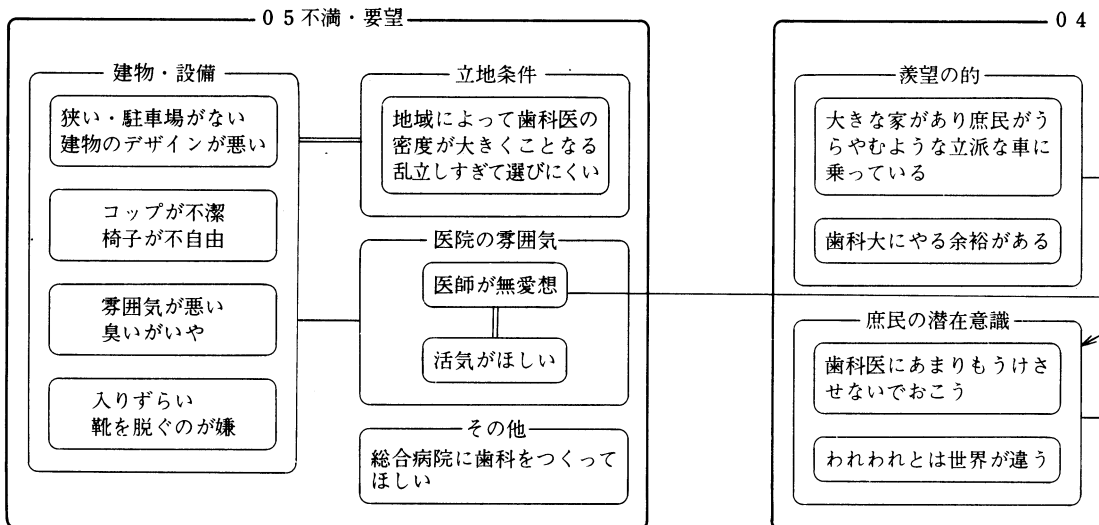 ０５不満・要望
建物・設備
狭い・駐車場がない
建物のデザインが悪い
コップが不潔
椅子が不自由
雰囲気が悪い
臭いがいや
入りずらい
靴を脱ぐのが嫌
立地条件
地域によって歯科医の
密度が大きくことなる
乱立しすぎて選びにくい
医院の雰囲気
医師が無愛想
活気がほしい
その他
総合病院に歯科をつくって
ほしい
０４
羨望の的
大きな家があり庶民がう
らやむような立派な車に
乗っている
歯科大にやる余裕がある
庶民の潜在意識
歯科医にあまりもうけさ
せないでおこう
われわれとは世界が違う